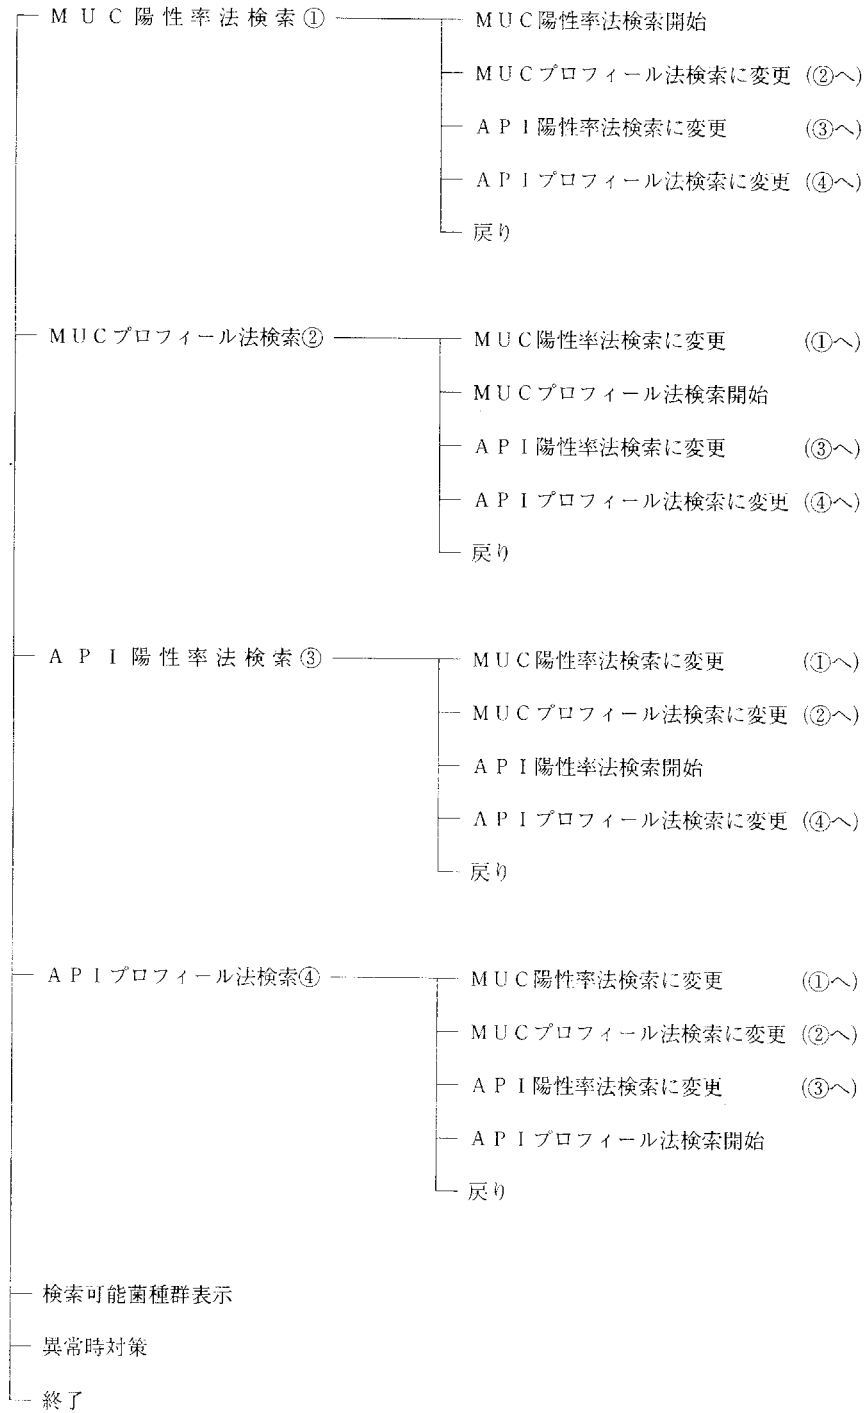 MUC陽性率法検索① MUC陽性率法検索開始
MUCプロフィール法検索に変更 (②へ)
API陽性率法検索に変更 (③へ)
APIプロフィール法検索に変更 (④へ)
戻り
MUCプロフィール法検索② MUC陽性率法検索に変更 (①へ)
MUCプロフィール法検索開始
API陽性率法検索に変更 (③へ)
APIプロフィール法検索に変更 (④へ)
戻り
API陽性率法検索③ MUC陽性率法検索に変更 (①へ)
MUCプロフィール法検索に変更 (②へ)
API陽性率法検索開始
APIプロフィール法検索に変更 (④へ)
戻り
APIプロフィール法検索④ MUC陽性率法検索に変更 (①へ)
MUCプロフィール法検索に変更 (②へ)
API陽性率法検索に変更 (③へ)
APIプロフィール法検索開始
戻り
検索可能菌種群表示
異常時対策
終了